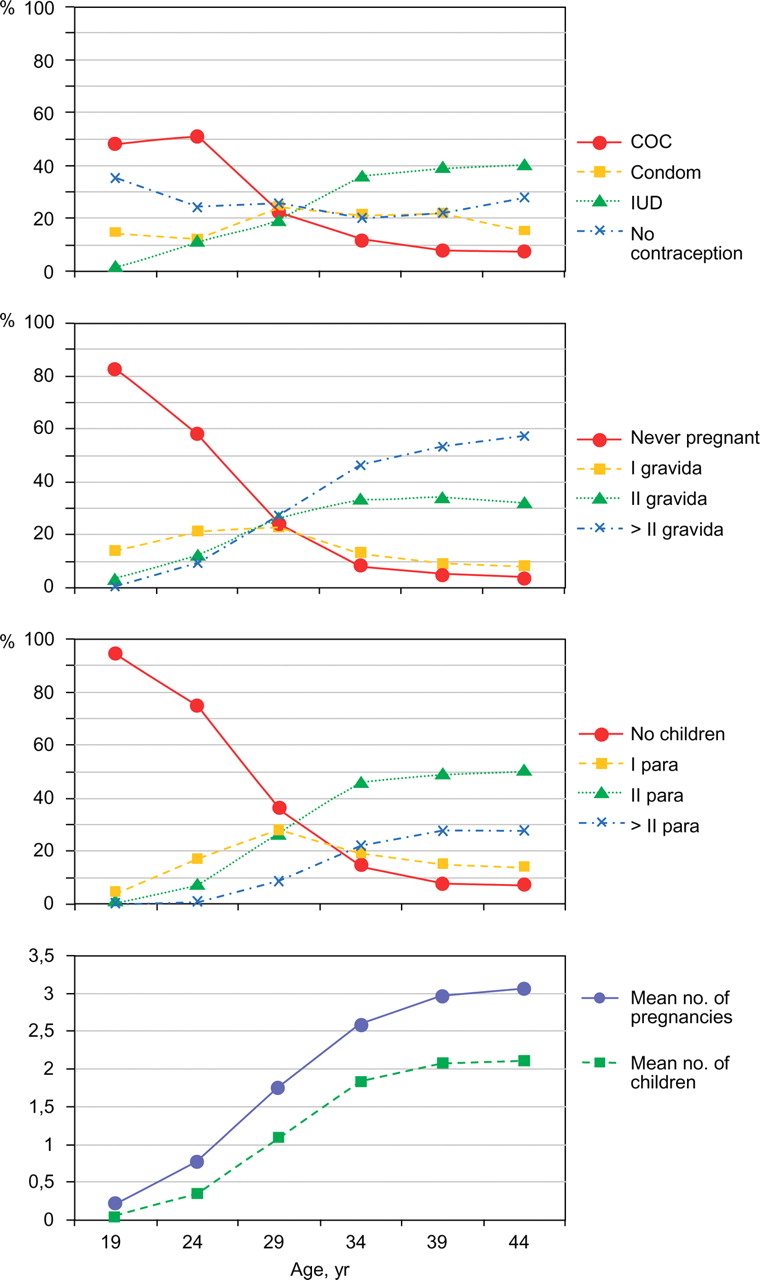 % 100
80
60
40
20
0
COC
Condom
IUD
No
contraception
% 100
80
60
40
20
0
Never pregnant
I gravida
II gravida
> II gravida
% 100
80
60
40
20
0
No children
I para
II para
> II para
3,5
3
2,5
2
1,5
1
0,5
0
Mean no. of
pregnancies
Mean no. of
children
19 24 29 34 39 44
Age, yr